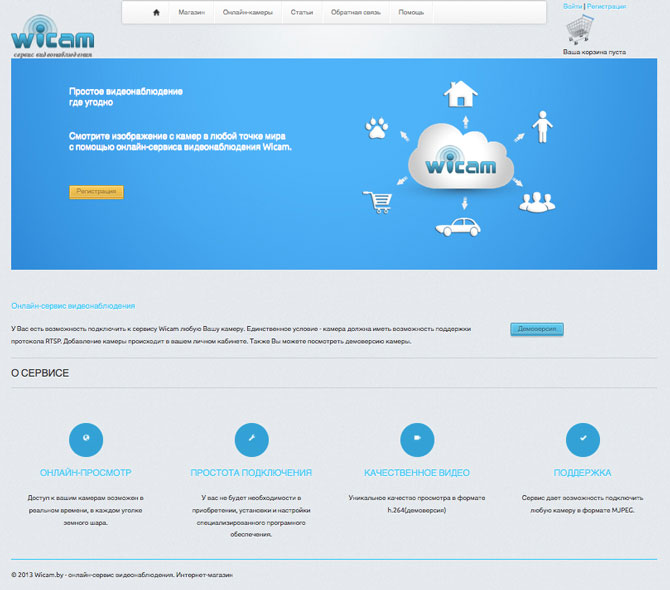 Магазин Онлайн-камеры Статьи Обратная связь Помощь
Войти | Регистрация
wicam
сервис видеонаблюдения
Ваша корзина пуста
Простое видеонаблюдение
где угодно
Смотрите изображение с камер в любой точке мира
с помощью онлайн-сервиса видеонаблюдения Wicam.
wicam
Регистрация
Онлайн-сервис видеонаблюдения
У Вас есть возможность подключить к сервису Wicam любую Вашу камеру. Единственное условие - камера должна иметь возможность поддержки
протокола RTSP. Добавление камеры происходит в вашем личном кабинете. Также Вы можете посмотреть демоверсию камеры.
Демоверсия
О СЕРВИСЕ
ОНЛАЙН-ПРОСМОТР
Доступ к вашим камерам возможен в
реальном времени, в каждом уголке
земного шара.
ПРОСТОТА ПОДКЛЮЧЕНИЯ
У вас не будет необходимости в
приобретении, установки и настройки
специализированного програмного
обеспечения.
КАЧЕСТВЕННОЕ ВИДЕО
Уникальное качество просмотра в формате
h.264(демоверсия)
ПОДДЕРЖКА
Сервис дает возможность подключить
любую камеру в формате MJPEG.
© 2013 Wicam.by - онлайн-сервис видеонаблюдения. Интернет-магазин